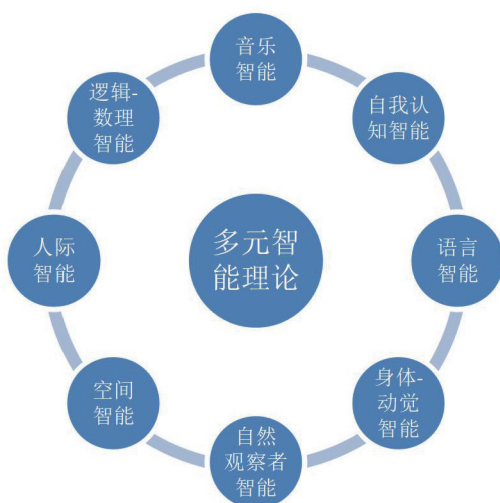 音乐
智能
自我认
知智能
语言
智能
身体-
动觉
智能
自然
观察者
智能
空间
智能
人际
智能
逻辑-
数理
智能
多元智
能理论